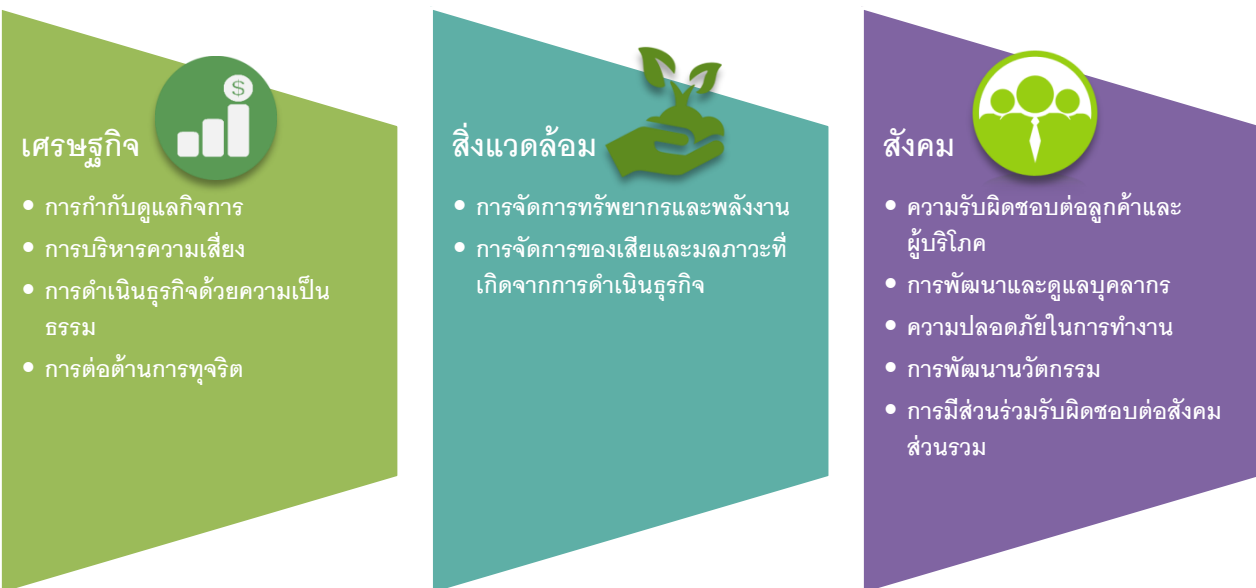 เศรษฐกิจ
• การกำกับดูแลกิจการ
• การบริหารความเสี่ยง
• การดำเนินธุรกิจด้วยความเป็น
ธรรม
• การต่อต้านการทุจริต
สิ่งแวดล้อม
• การจัดการทรัพยากรและพลังงาน
• การจัดการของเสียและมลภาวะที่
เกิดจากการดำเนินธุรกิจ
สังคม
• ความรับผิดชอบต่อลูกค้าและ
ผู้บริโภค
• การพัฒนาและดูแลบุคลากร
• ความปลอดภัยในการทำงาน
• การพัฒนานวัตกรรม
• การมีส่วนร่วมรับผิดชอบต่อสังคม
ส่วนรวม
$